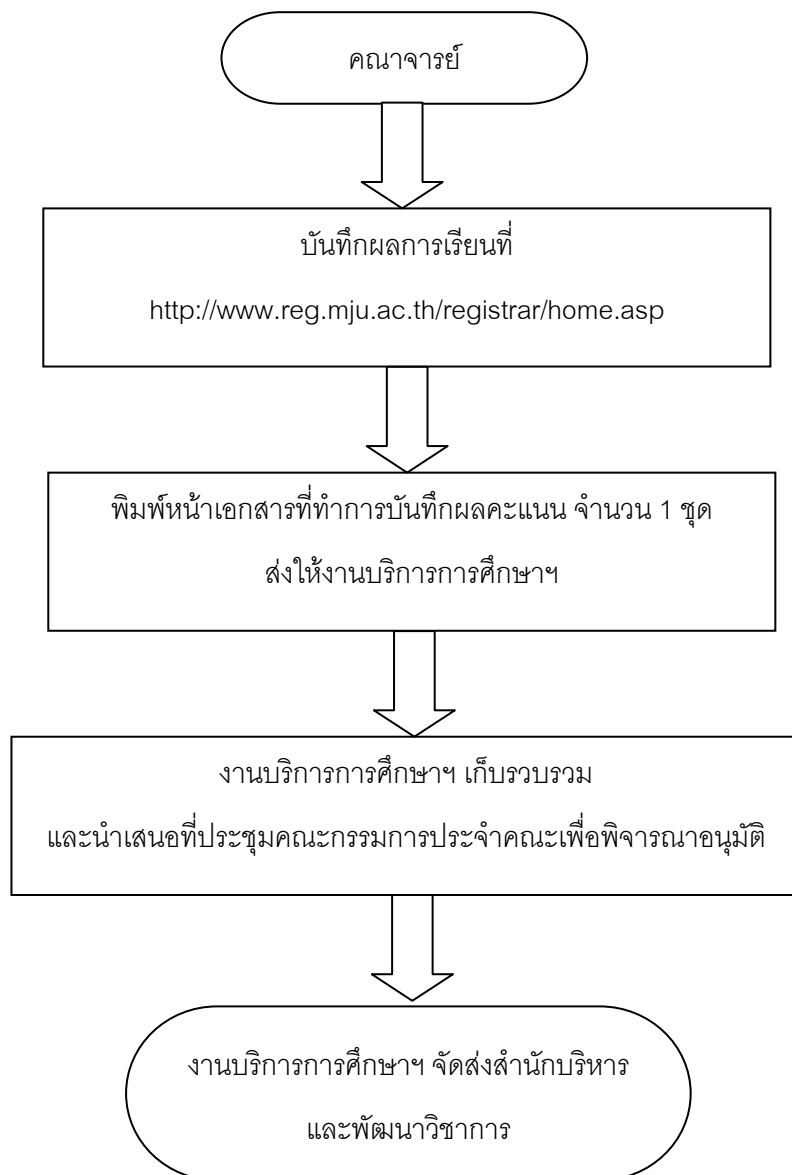 คณาจารย์
บันทึกผลการเรียนที่
http://www.reg.mju.ac.th/registrar/home.asp
พิมพ์หน้าเอกสารที่ทำการบันทึกผลคะแนน จำนวน 1 ชุด
ส่งให้งานบริการการศึกษาฯ
งานบริการการศึกษาฯ เก็บรวบรวม
และนำเสนอที่ประชุมคณะกรรมการประจำคณะเพื่อพิจารณาอนุมัติ
งานบริการการศึกษาฯ จัดส่งสำนักบริหาร
และพัฒนาวิชาการ